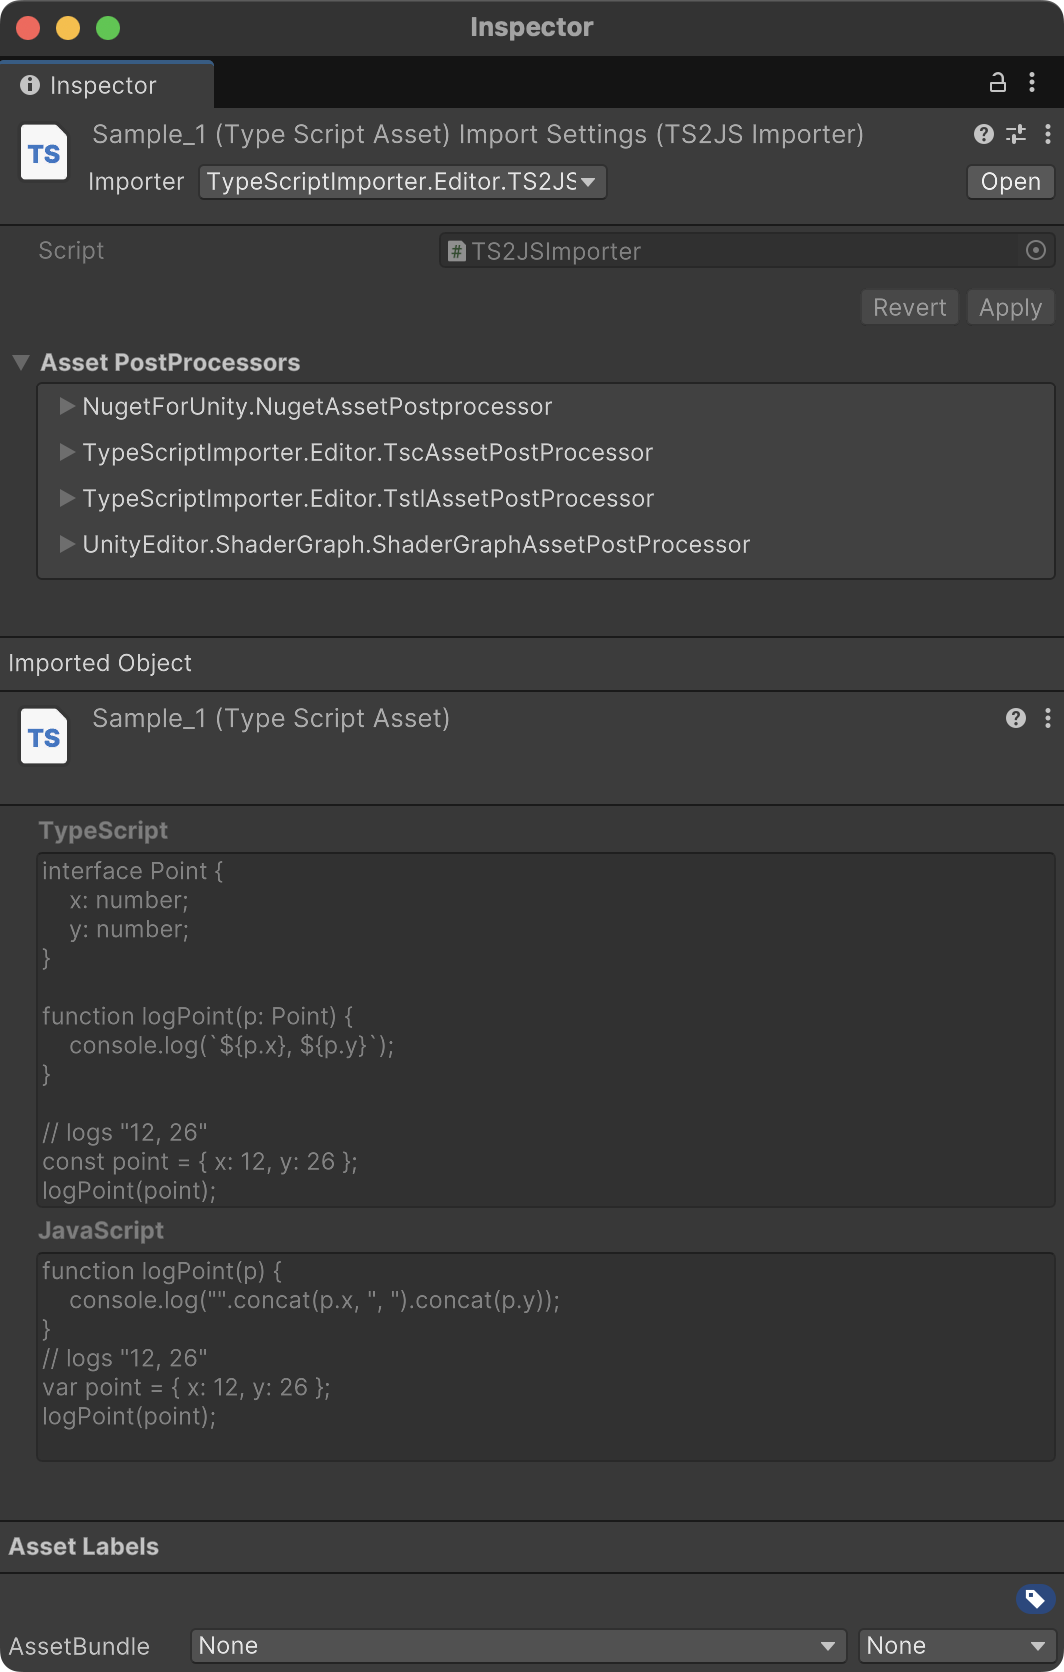 Inspector
Inspector
TS
Sample_1 (Type Script Asset) Import Settings (TS2JS Importer)
Importer TypeScriptImporter.Editor.TS2JS Open
Script # TS2JSImporter
Revert Apply
Asset PostProcessors
NugetForUnity.NugetAssetPostprocessor
TypeScriptImporter.Editor.TscAssetPostProcessor
TypeScriptImporter.Editor.TstlAssetPostProcessor
UnityEditor.ShaderGraph.ShaderGraphAssetPostProcessor
Imported Object
TS
Sample_1 (Type Script Asset)
TypeScript
interface Point {
    x: number;
    y: number;
}
function logPoint(p: Point) {
    console.log(`${p.x}, ${p.y}`);
}
// logs "12, 26"
const point = { x: 12, y: 26 };
logPoint(point);
JavaScript
function logPoint(p) {
    console.log("".concat(p.x, ", ").concat(p.y));
}
// logs "12, 26"
var point = { x: 12, y: 26 };
logPoint(point);
Asset Labels
AssetBundle None None